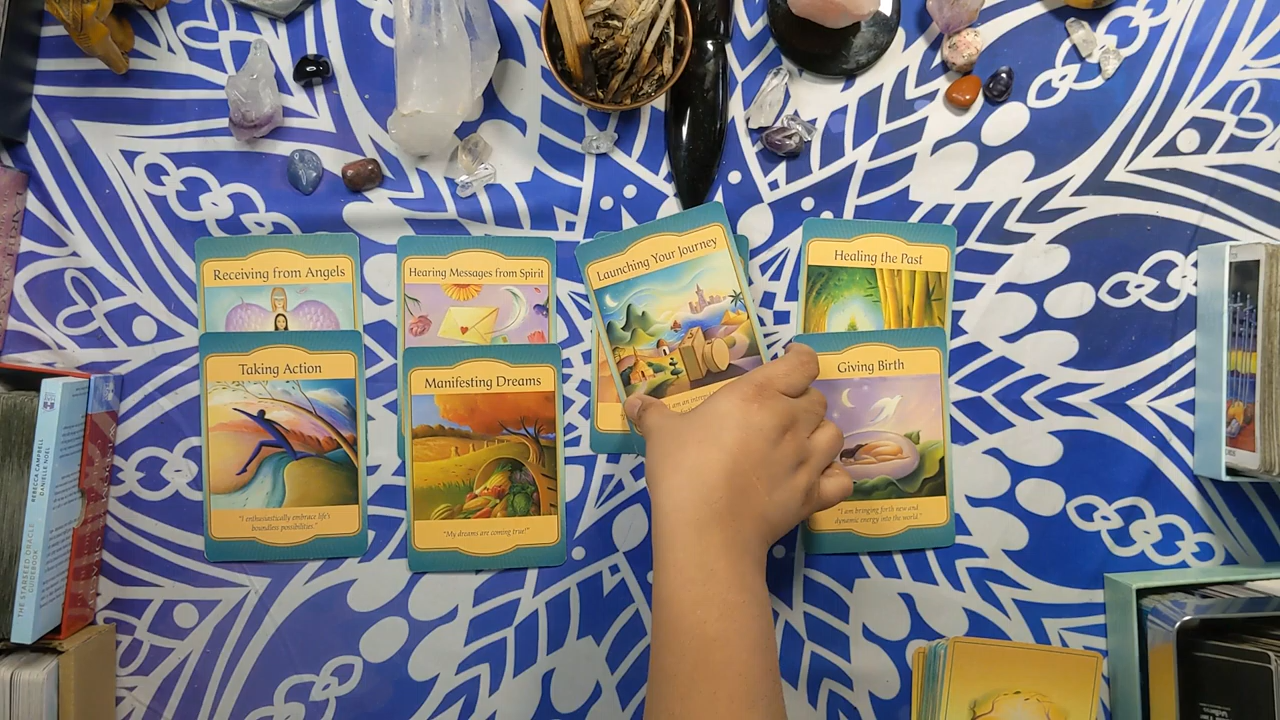 Receiving from Angels
Hearing Messages from Spirit
Launching Your Journey
I am an
Healing the Past
Taking Action
"I enthusiastically embrace life's
boundless possibilities."
Manifesting Dreams
"My dreams are coming true!"
Giving Birth
"I am bringing forth new and
dynamic energy into the world."
REBECCA CAMPBELL
DANIELLE NOEL
THE STARSEED ORACLE
GUIDEBOOK